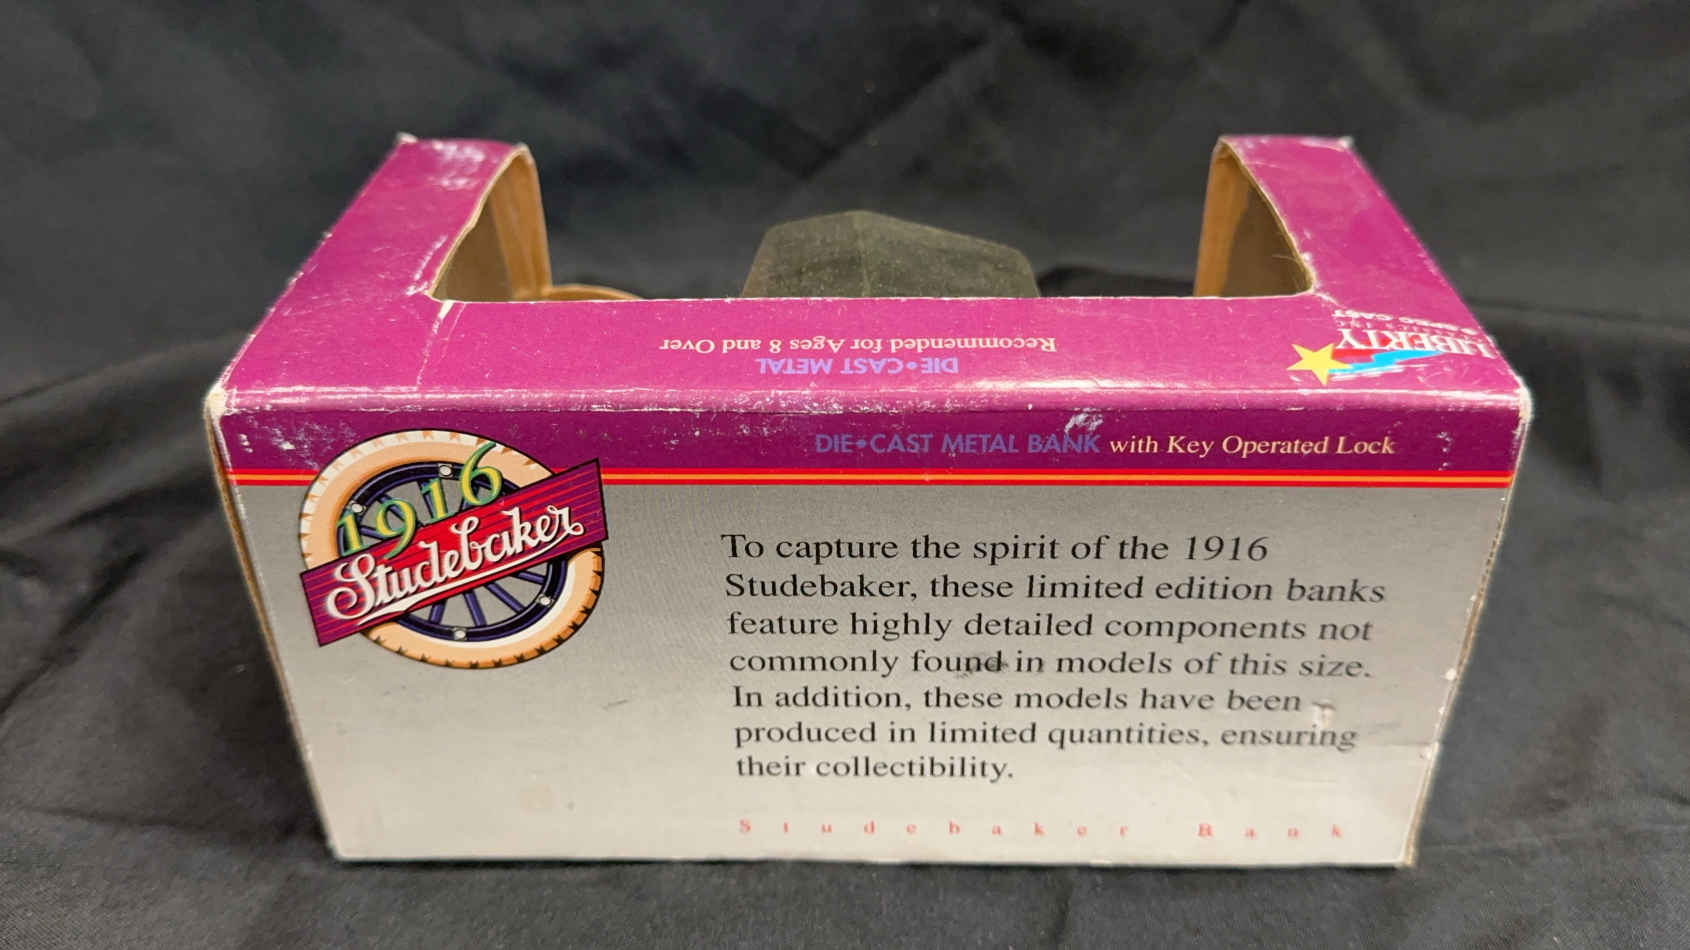 Recommended for Ages 8 and Over
DIE•CAST METAL
LIBERTY
SPEC CAST
DIE•CAST METAL BANK with Key Operated Lock
1916
Studebaker
To capture the spirit of the 1916
Studebaker, these limited edition banks
feature highly detailed components not
commonly found in models of this size.
In addition, these models have been
produced in limited quantities, ensuring
their collectibility.
Studebaker Bank